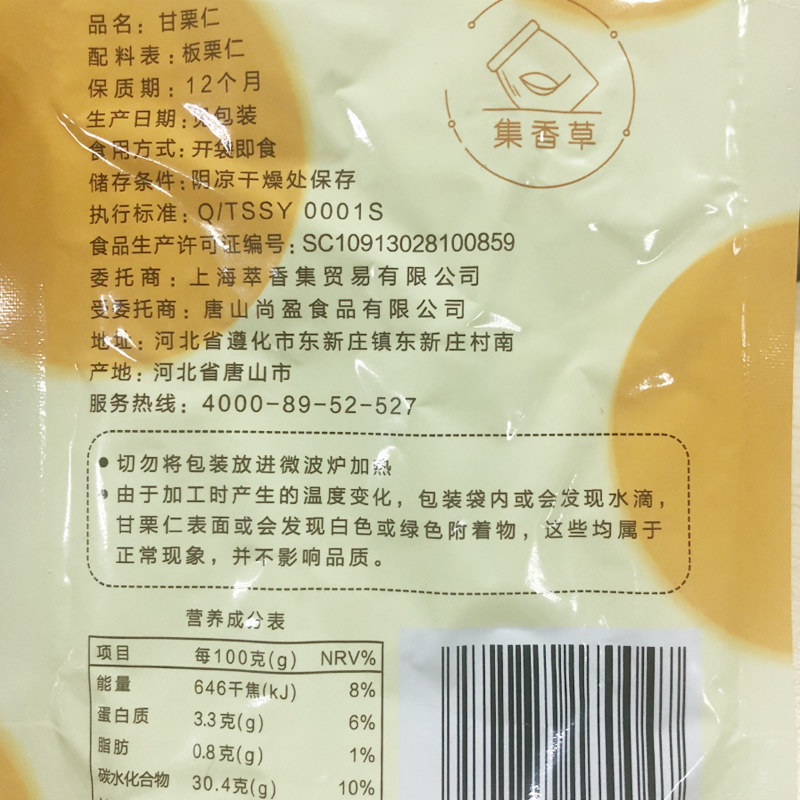 品名：甘栗仁
配料表：板栗仁
保质期：12个月
生产日期：见包装
食用方式：开袋即食
储存条件：阴凉干燥处保存
执行标准：Q/TSSY 0001S
食品生产许可证编号：SC10913028100859
委托商：上海萃香集贸易有限公司
受委托商：唐山尚盈食品有限公司
地址：河北省遵化市东新庄镇东新庄村南
产地：河北省唐山市
服务热线：4000-89-52-527
集香草
●切勿将包装放进微波炉加热
●由于加工时产生的温度变化，包装袋内或会发现水滴，
甘栗仁表面或会发现白色或绿色附着物，这些均属于
正常现象，并不影响品质。
营养成分表
项目 每100克(g) NRV%
能量 646千焦(kJ) 8%
蛋白质 3.3克(g) 6%
脂肪 0.8克(g) 1%
碳水化合物 30.4克(g) 10%